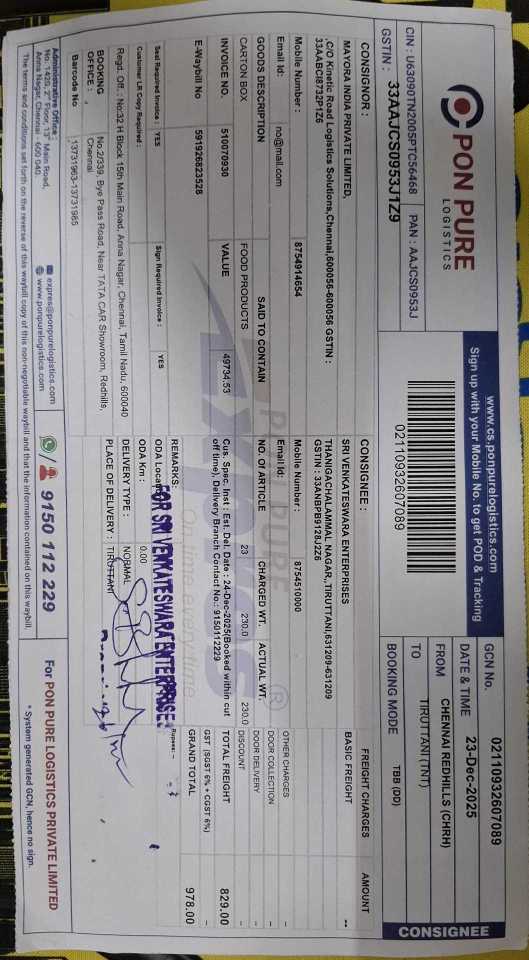 PON PURE
LOGISTICS
www.cs.ponpurelogistics.com
Sign up with your Mobile No. to get POD & Tracking
CIN : U63090TN2005PTC56468 PAN : AAJCS0953J
GSTIN : 33AAJCS0953J1Z9
02110932607089
GCN No. 02110932607089
DATE & TIME 23-Dec-2025
FROM CHENNAI REDHILLS (CHRH)
TO TIRUTTANI (TNT)
BOOKING MODE TBB (DD)
CONSIGNEE
CONSIGNOR :
MAYORA INDIA PRIVATE LIMITED,
,C/O Kinetic Road Logistics Solutions,Chennai,600056-600056 GSTIN :
33AABCI8732P1Z6
Mobile Number : 8754914654
Email Id: no@mail.com
CONSIGNEE :
SRI VENKATESWARA ENTERPRISES
THANIGACHALAMMAL NAGAR,,TIRUTTANI,631209-631209
GSTIN : 33ANBPB9128J2Z6
Mobile Number : 8754510000
Email Id:
GOODS DESCRIPTION SAID TO CONTAIN NO. Of ARTICLE CHARGED WT. ACTUAL WT.
CARTON BOX FOOD PRODUCTS 23 230.0 230.0
INVOICE NO. 510070930 VALUE 49734.53
E-Waybill No 591926823528
Cus. Spec. Inst : Est. Del. Date : 24-Dec-2025(Booked within cut
off time), Delivery Branch Contact No.: 9150112229
Seal Required Invoice : YES Sign Required Invoice : YES
Customer LR Copy Required :
REMARKS:
ODA Location
ODA Km : 0.00
DELIVERY TYPE : NORMAL
PLACE OF DELIVERY : TIRUTTANI
FOR SRI VENKATESWARA ENTERPRISES
FREIGHT CHARGES AMOUNT
BASIC FREIGHT --
OTHER CHARGES -
DOOR COLLECTION -
DOOR DELIVERY -
DISCOUNT -
TOTAL FREIGHT 829.00
GST (SGST 6% + CGST 6%) -
GRAND TOTAL 978.00
Rupees: --
Regd. Off. : No:32 H Block 15th Main Road, Anna Nagar, Chennai, Tamil Nadu, 600040
BOOKING OFFICE : No.2/339, Bye Pass Road, Near TATA CAR Showroom, Redhills,
Chennai
Barcode No 13731963-13731985
Administrative Office :
No. 1420, 2nd Floor, 13th Main Road,
Anna Nagar, Chennai - 600 040.
expres@ponpurelogistics.com
www.ponpurelogistics.com
9150 112 229
For PON PURE LOGISTICS PRIVATE LIMITED
The terms and conditions set forth on the reverse of this waybill copy of this non-negotiable waybill and that the information contained on this waybill.
* System generated GCN, hence no sign.